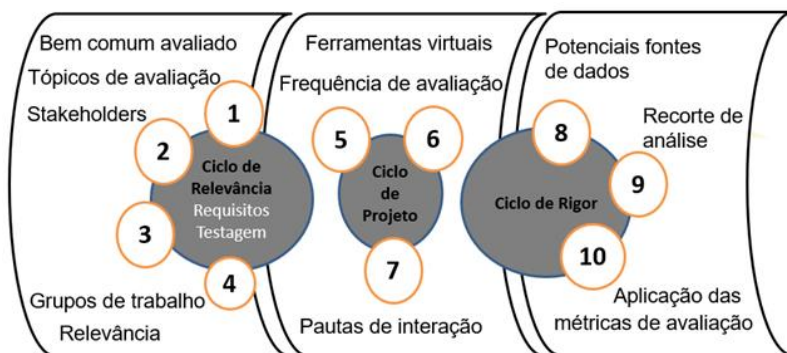 Bem comum avaliado
Tópicos de avaliação
Stakeholders
1
2
3
4
Ciclo de
Relevância
Requisitos
Testagem
Grupos de trabalho
Relevância
Ferramentas virtuais
Frequência de avaliação
5
6
Ciclo
de
Projeto
7
Pautas de interação
Potenciais fontes
de dados
Recorte de
análise
8
9
Ciclo de Rigor
10
Aplicação das
métricas de avaliação